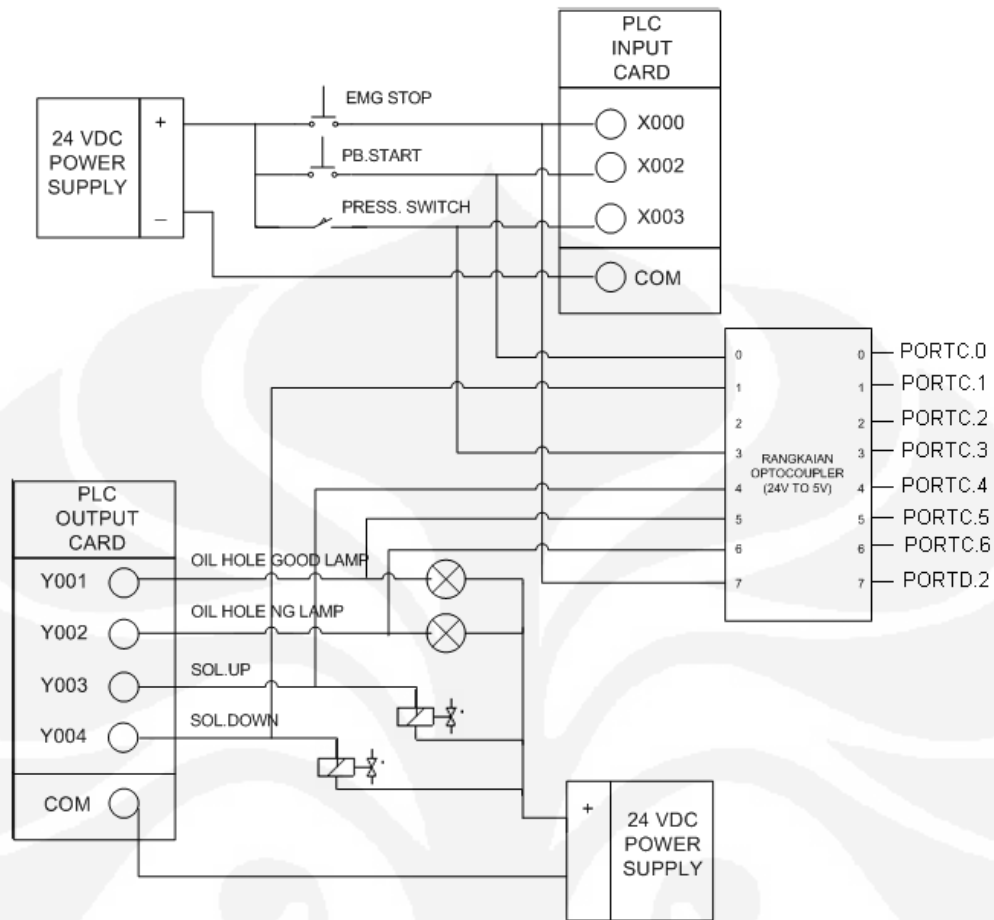 PLC
INPUT
CARD
24 VDC
POWER
SUPPLY
+
_
EMG STOP
PB.START
PRESS. SWITCH
X000
X002
X003
COM
0
1
2
3
4
5
6
7
RANGKAIAN
OPTOCOUPLER
(24V TO 5V)
0
1
2
3
4
5
6
7
PORTC.0
PORTC.1
PORTC.2
PORTC.3
PORTC.4
PORTC.5
PORTC.6
PORTD.2
PLC
OUTPUT
CARD
Y001
Y002
Y003
Y004
COM
OIL HOLE GOOD LAMP
OIL HOLE NG LAMP
SOL.UP
SOL.DOWN
+
-
24 VDC
POWER
SUPPLY